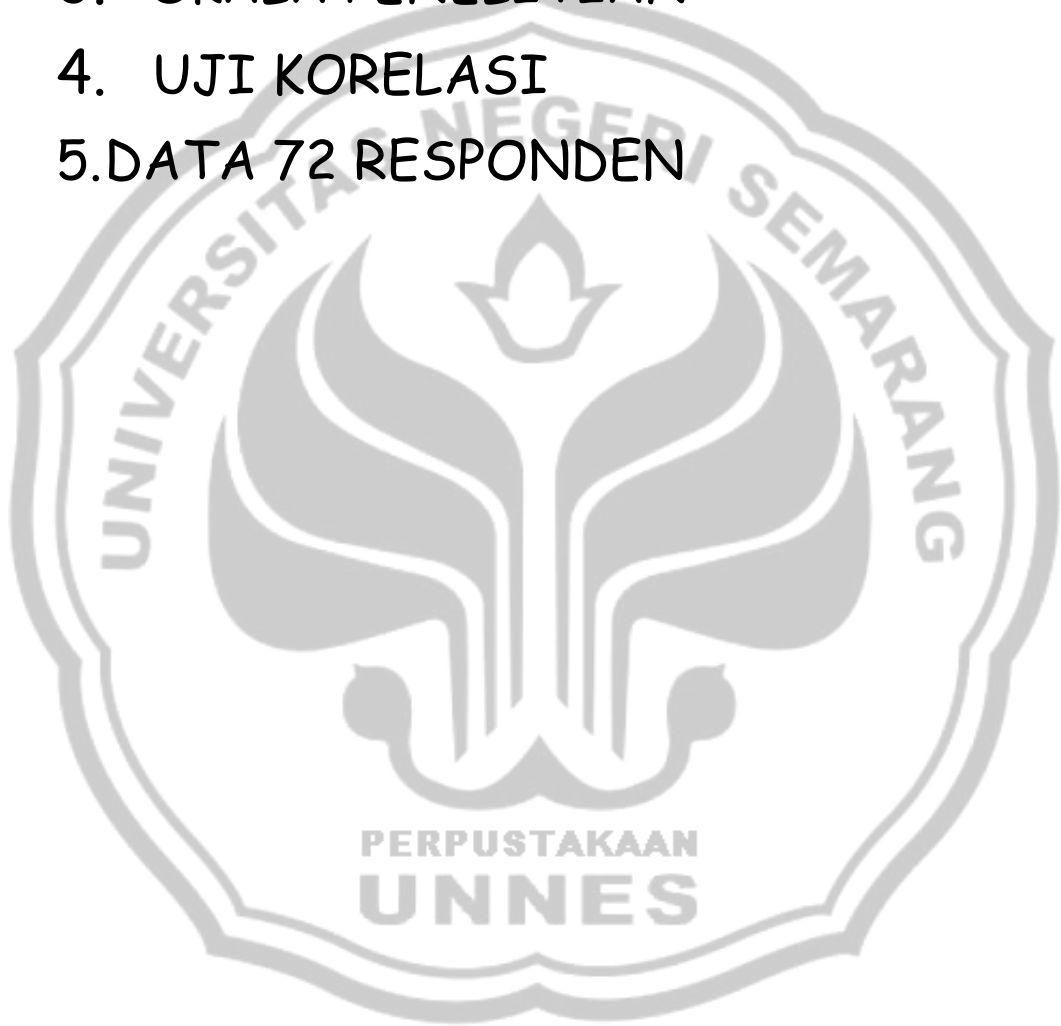 4. UJI KORELASI
5.DATA 72 RESPONDEN
UNIVERSITAS NEGERI SEMARANG
PERPUSTAKAAN
UNNES